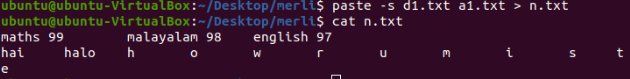 ubuntu@ubuntu-VirtualBox:~/Desktop/merli$ paste -s d1.txt a1.txt > n.txt
ubuntu@ubuntu-VirtualBox:~/Desktop/merli$ cat n.txt
maths 99	malayalam 98	english 97
hai	halo	h	o	w	r	u	m	i	s	t
e